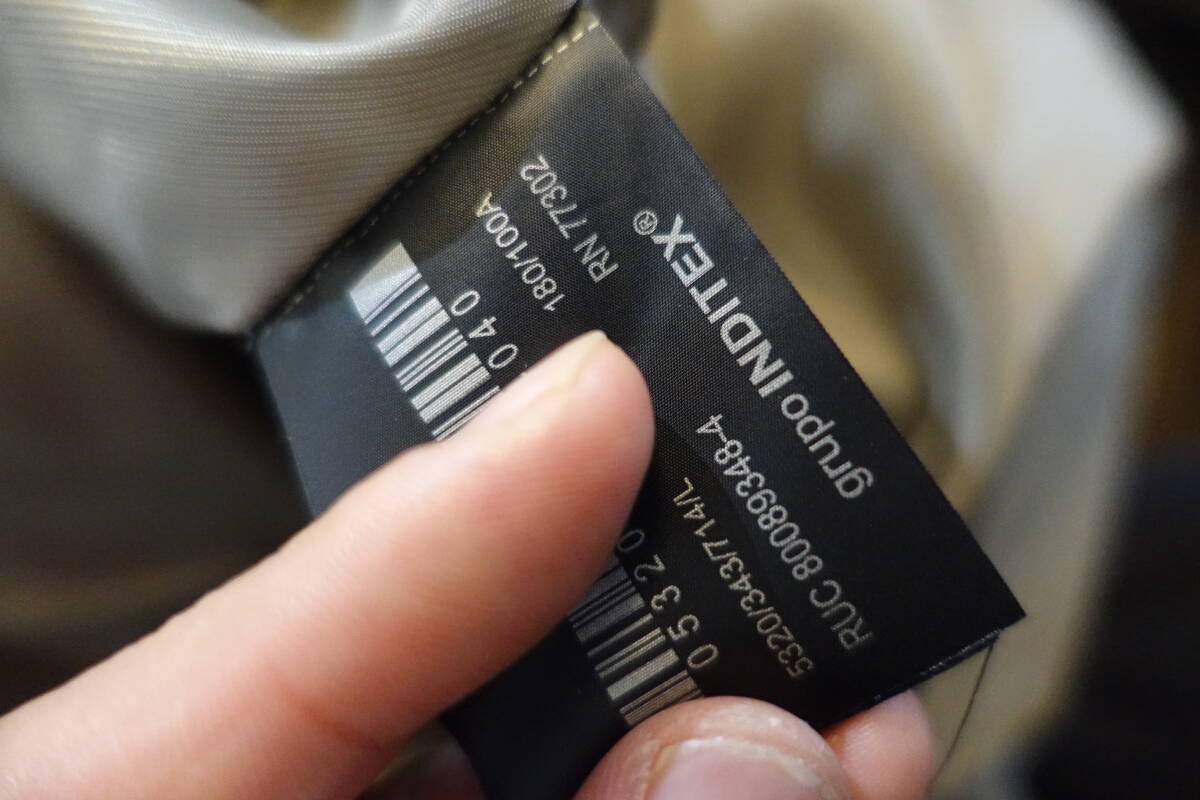 0 5 3 2 0 0 4 0
5320/343/714/L 180/100A
RUC 80089348-4 RN 77302
grupo INDITEX®